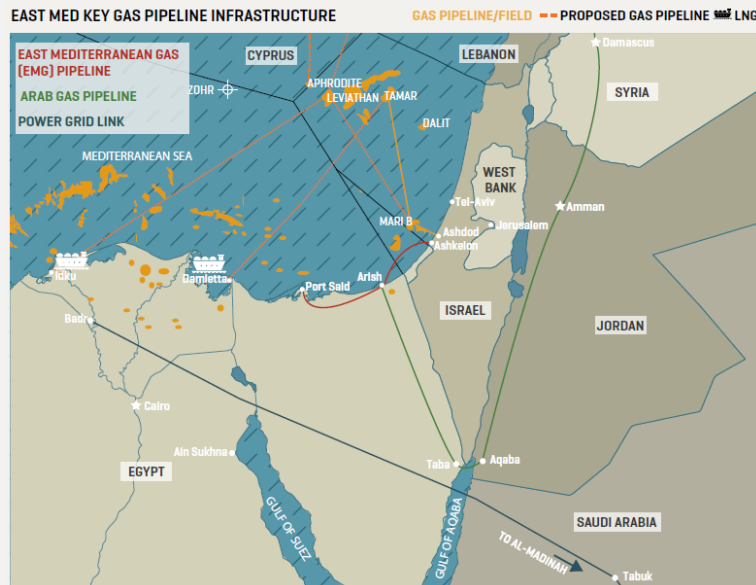 EAST MED KEY GAS PIPELINE INFRASTRUCTURE
GAS PIPELINE/FIELD
PROPOSED GAS PIPELINE
LNG
EAST MEDITERRANEAN GAS
(EMG) PIPELINE
ARAB GAS PIPELINE
POWER GRID LINK
CYPRUS
LEBANON
Damascus
SYRIA
ZOHR
APHRODITE
LEVIATHAN
TAMAR
DALIT
MEDITERRANEAN SEA
WEST
BANK
Tel-Aviv
Amman
MARI B
Jerusalem
Ashdod
Ashkelon
Idku
Damietta
Port Said
Arish
ISRAEL
JORDAN
Badr
Cairo
Ain Sukhna
Taba
Aqaba
EGYPT
GULF OF SUEZ
GULF OF AQABA
SAUDI ARABIA
TO AL-MADINAH
Tabuk